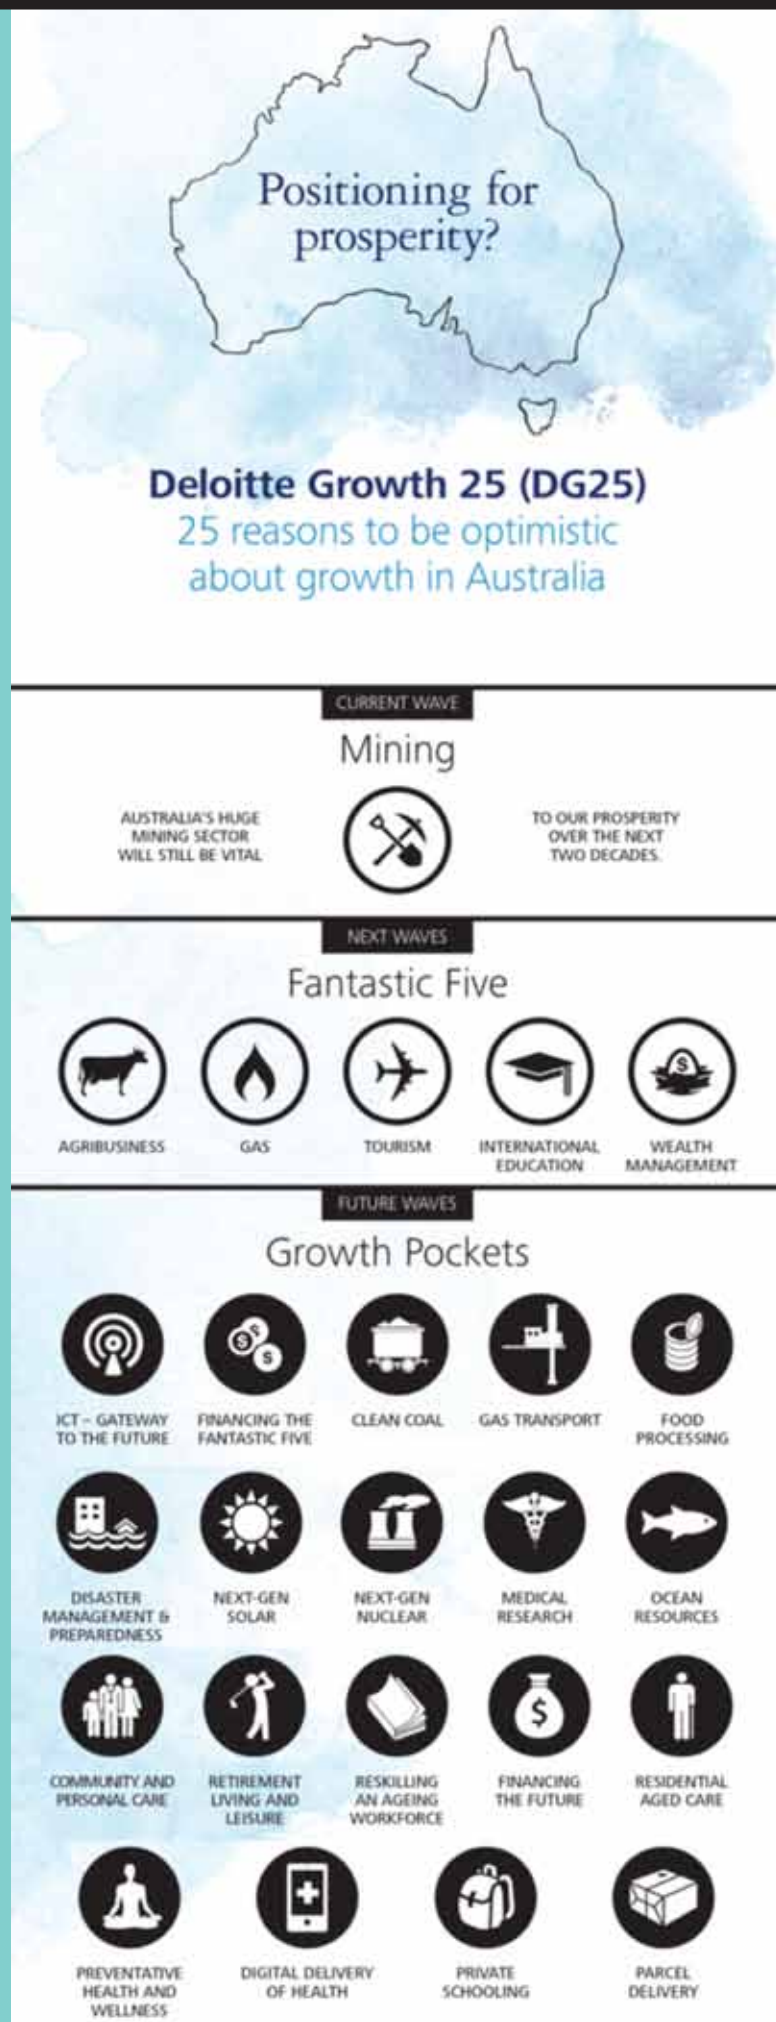 Positioning for
prosperity?
Deloitte Growth 25 (DG25)
25 reasons to be optimistic
about growth in Australia
CURRENT WAVE
Mining
AUSTRALIA'S HUGE
MINING SECTOR
WILL STILL BE VITAL
TO OUR PROSPERITY
OVER THE NEXT
TWO DECADES.
NEXT WAVES
Fantastic Five
AGRIBUSINESS
GAS
TOURISM
INTERNATIONAL
EDUCATION
WEALTH
MANAGEMENT
FUTURE WAVES
Growth Pockets
ICT – GATEWAY
TO THE FUTURE
FINANCING THE
FANTASTIC FIVE
CLEAN COAL
GAS TRANSPORT
FOOD
PROCESSING
DISASTER
MANAGEMENT &
PREPAREDNESS
NEXT-GEN
SOLAR
NEXT-GEN
NUCLEAR
MEDICAL
RESEARCH
OCEAN
RESOURCES
COMMUNITY AND
PERSONAL CARE
RETIREMENT
LIVING AND
LEISURE
RESKILLING
AN AGEING
WORKFORCE
FINANCING
THE FUTURE
RESIDENTIAL
AGED CARE
PREVENTATIVE
HEALTH AND
WELLNESS
DIGITAL DELIVERY
OF HEALTH
PRIVATE
SCHOOLING
PARCEL
DELIVERY